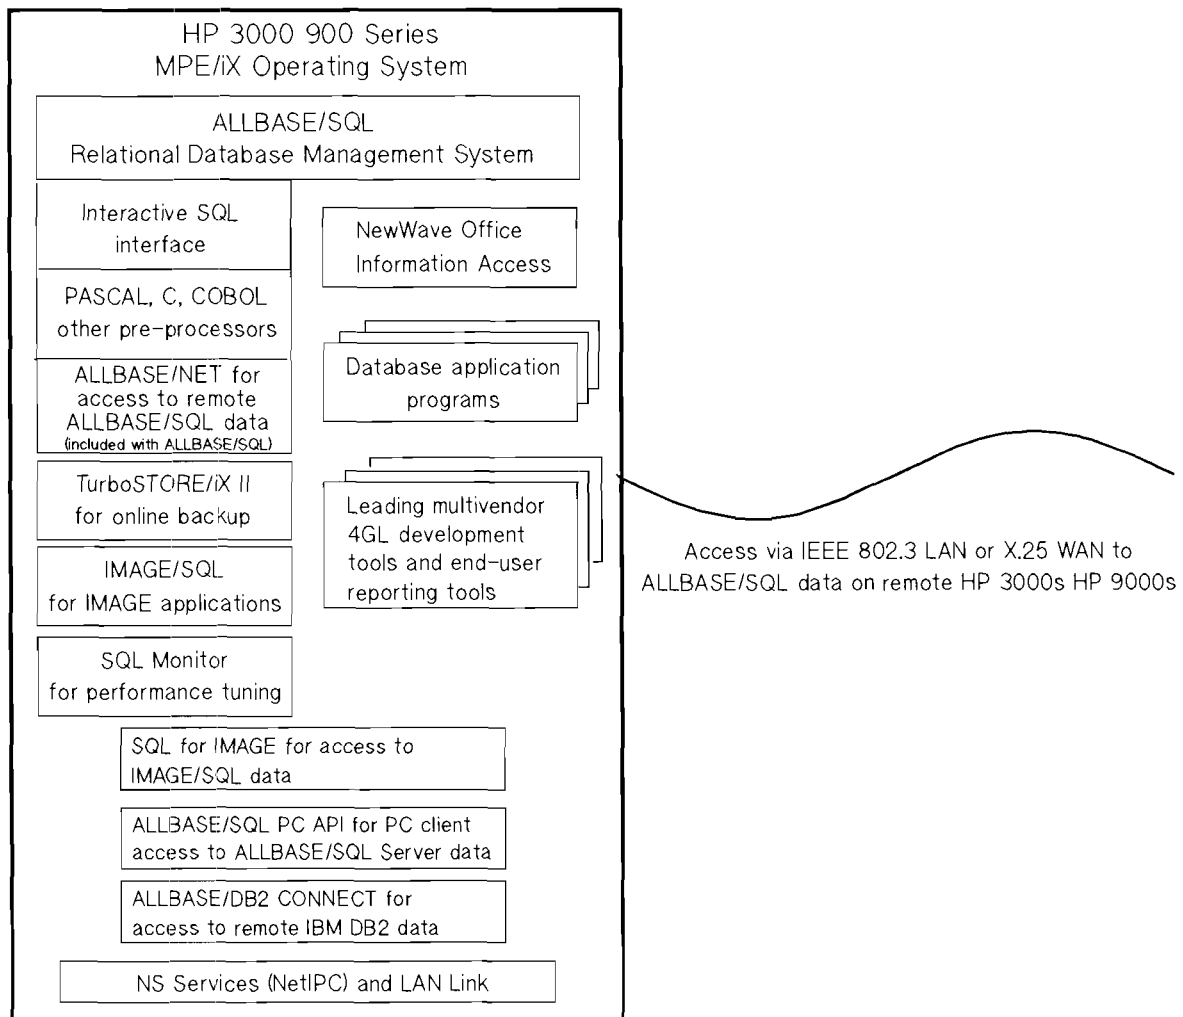 HP 3000 900 Series
MPE/iX Operating System
ALLBASE/SQL
Relational Database Management System
Interactive SQL
interface
PASCAL, C, COBOL
other pre-processors
ALLBASE/NET for
access to remote
ALLBASE/SQL data
(included with ALLBASE/SQL)
TurboSTORE/iX II
for online backup
IMAGE/SQL
for IMAGE applications
SQL Monitor
for performance tuning
NewWave Office
Information Access
Database application
programs
Leading multivendor
4GL development
tools and end-user
reporting tools
SQL for IMAGE for access to
IMAGE/SQL data
ALLBASE/SQL PC API for PC client
access to ALLBASE/SQL Server data
ALLBASE/DB2 CONNECT for
access to remote IBM DB2 data
NS Services (NetIPC) and LAN Link
Access via IEEE 802.3 LAN or X.25 WAN to
ALLBASE/SQL data on remote HP 3000s HP 9000s